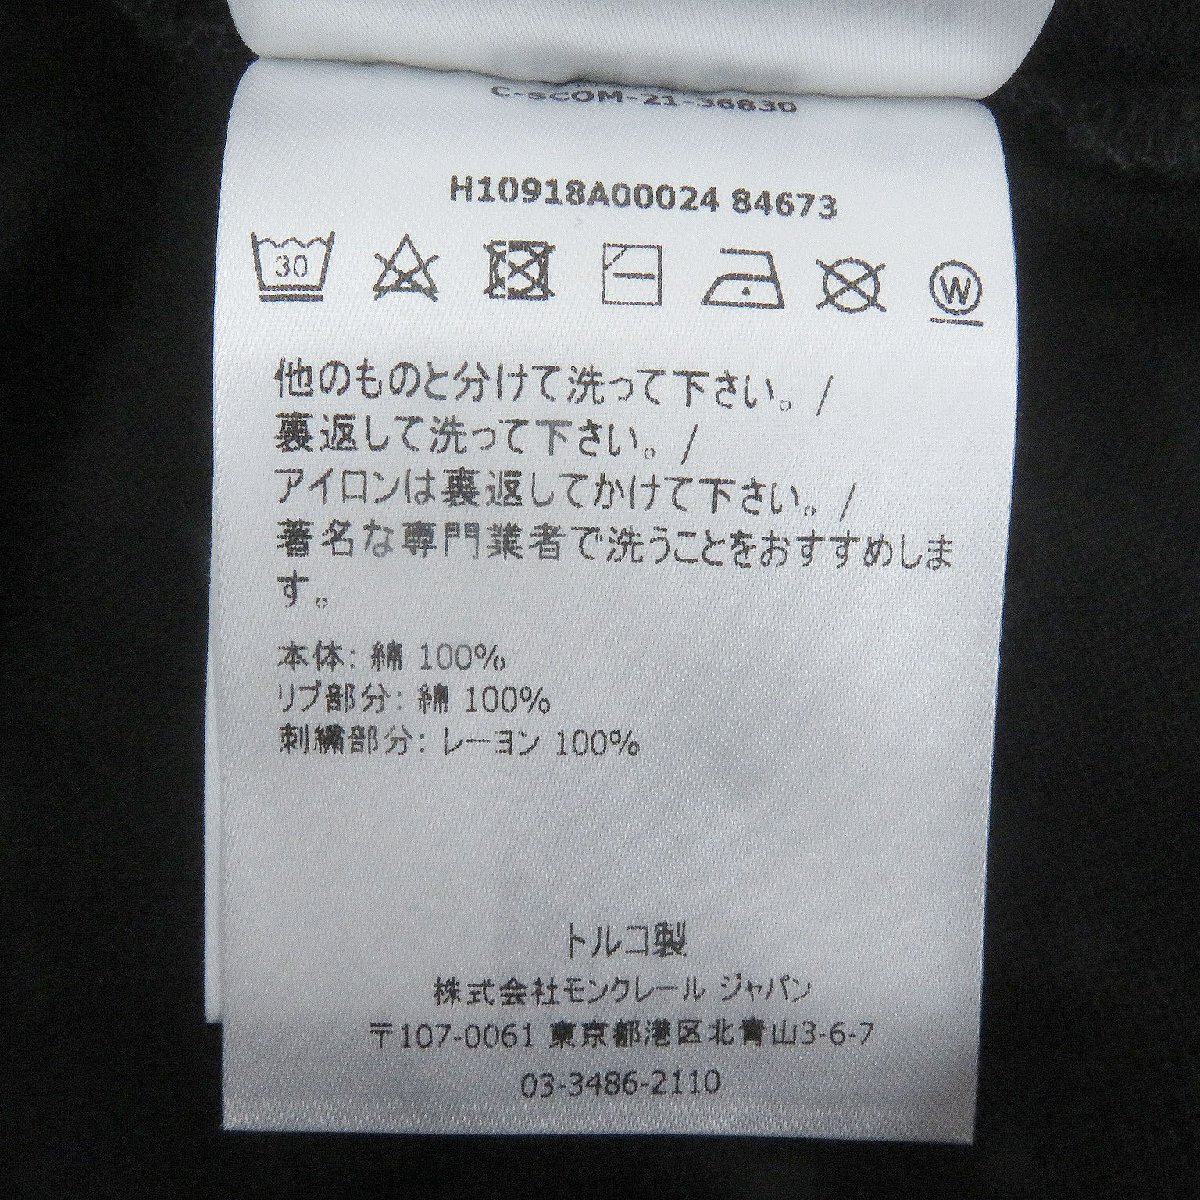 C-SCOM-21-36830
H10918A00024 84673
30
W
他のものと分けて洗って下さい。/
裏返して洗って下さい。/
アイロンは裏返してかけて下さい。/
著名な専門業者で洗うことをおすすめしま
す。
本体: 綿 100%
リブ部分: 綿 100%
刺繍部分: レーヨン 100%
トルコ製
株式会社モンクレール ジャパン
〒107-0061 東京都港区北青山3-6-7
03-3486-2110